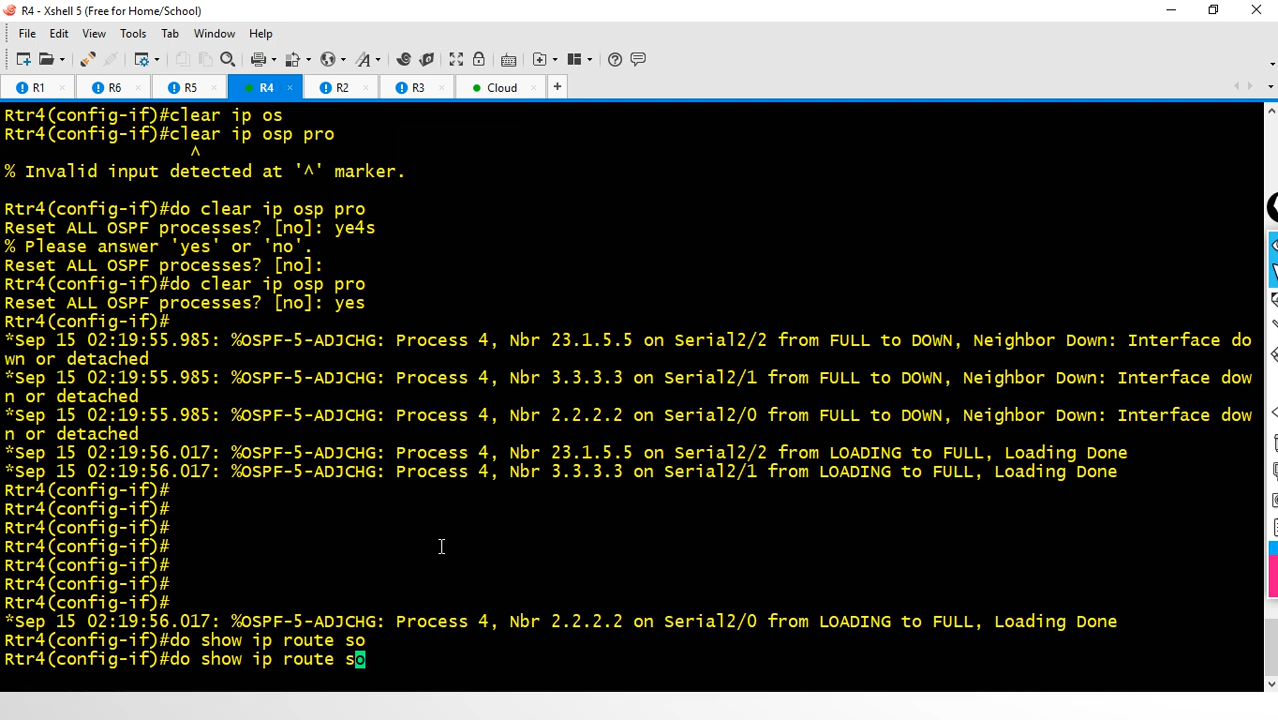 R4 - Xshell 5 (Free for Home/School)
File Edit View Tools Tab Window Help
R1 R6 R5 R4 R2 R3 Cloud
Rtr4(config-if)#clear ip os
Rtr4(config-if)#clear ip osp pro
^
% Invalid input detected at '^' marker.
Rtr4(config-if)#do clear ip osp pro
Reset ALL OSPF processes? [no]: ye4s
% Please answer 'yes' or 'no'.
Reset ALL OSPF processes? [no]:
Rtr4(config-if)#do clear ip osp pro
Reset ALL OSPF processes? [no]: yes
Rtr4(config-if)#
*Sep 15 02:19:55.985: %OSPF-5-ADJCHG: Process 4, Nbr 23.1.5.5 on Serial2/2 from FULL to DOWN, Neighbor Down: Interface do
wn or detached
*Sep 15 02:19:55.985: %OSPF-5-ADJCHG: Process 4, Nbr 3.3.3.3 on Serial2/1 from FULL to DOWN, Neighbor Down: Interface dow
n or detached
*Sep 15 02:19:55.985: %OSPF-5-ADJCHG: Process 4, Nbr 2.2.2.2 on Serial2/0 from FULL to DOWN, Neighbor Down: Interface dow
n or detached
*Sep 15 02:19:56.017: %OSPF-5-ADJCHG: Process 4, Nbr 23.1.5.5 on Serial2/2 from LOADING to FULL, Loading Done
*Sep 15 02:19:56.017: %OSPF-5-ADJCHG: Process 4, Nbr 3.3.3.3 on Serial2/1 from LOADING to FULL, Loading Done
Rtr4(config-if)#
Rtr4(config-if)#
Rtr4(config-if)#
Rtr4(config-if)#
Rtr4(config-if)#
Rtr4(config-if)#
Rtr4(config-if)#
*Sep 15 02:19:56.017: %OSPF-5-ADJCHG: Process 4, Nbr 2.2.2.2 on Serial2/0 from LOADING to FULL, Loading Done
Rtr4(config-if)#do show ip route so
Rtr4(config-if)#do show ip route so